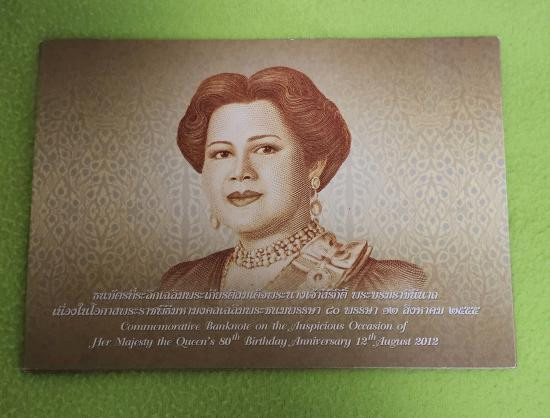 ธนบัตรที่ระลึกเฉลิมพระเกียรติสมเด็จพระนางเจ้าสิริกิติ์ พระบรมราชินีนาถ
เนื่องในโอกาสพระราชพิธีมหามงคลเฉลิมพระชนมพรรษา ๘๐ พรรษา ๑๒ สิงหาคม ๒๕๕๕
Commemorative Banknote on the Auspicious Occasion of
Her Majesty the Queen's 80th Birthday Anniversary 12th August 2012